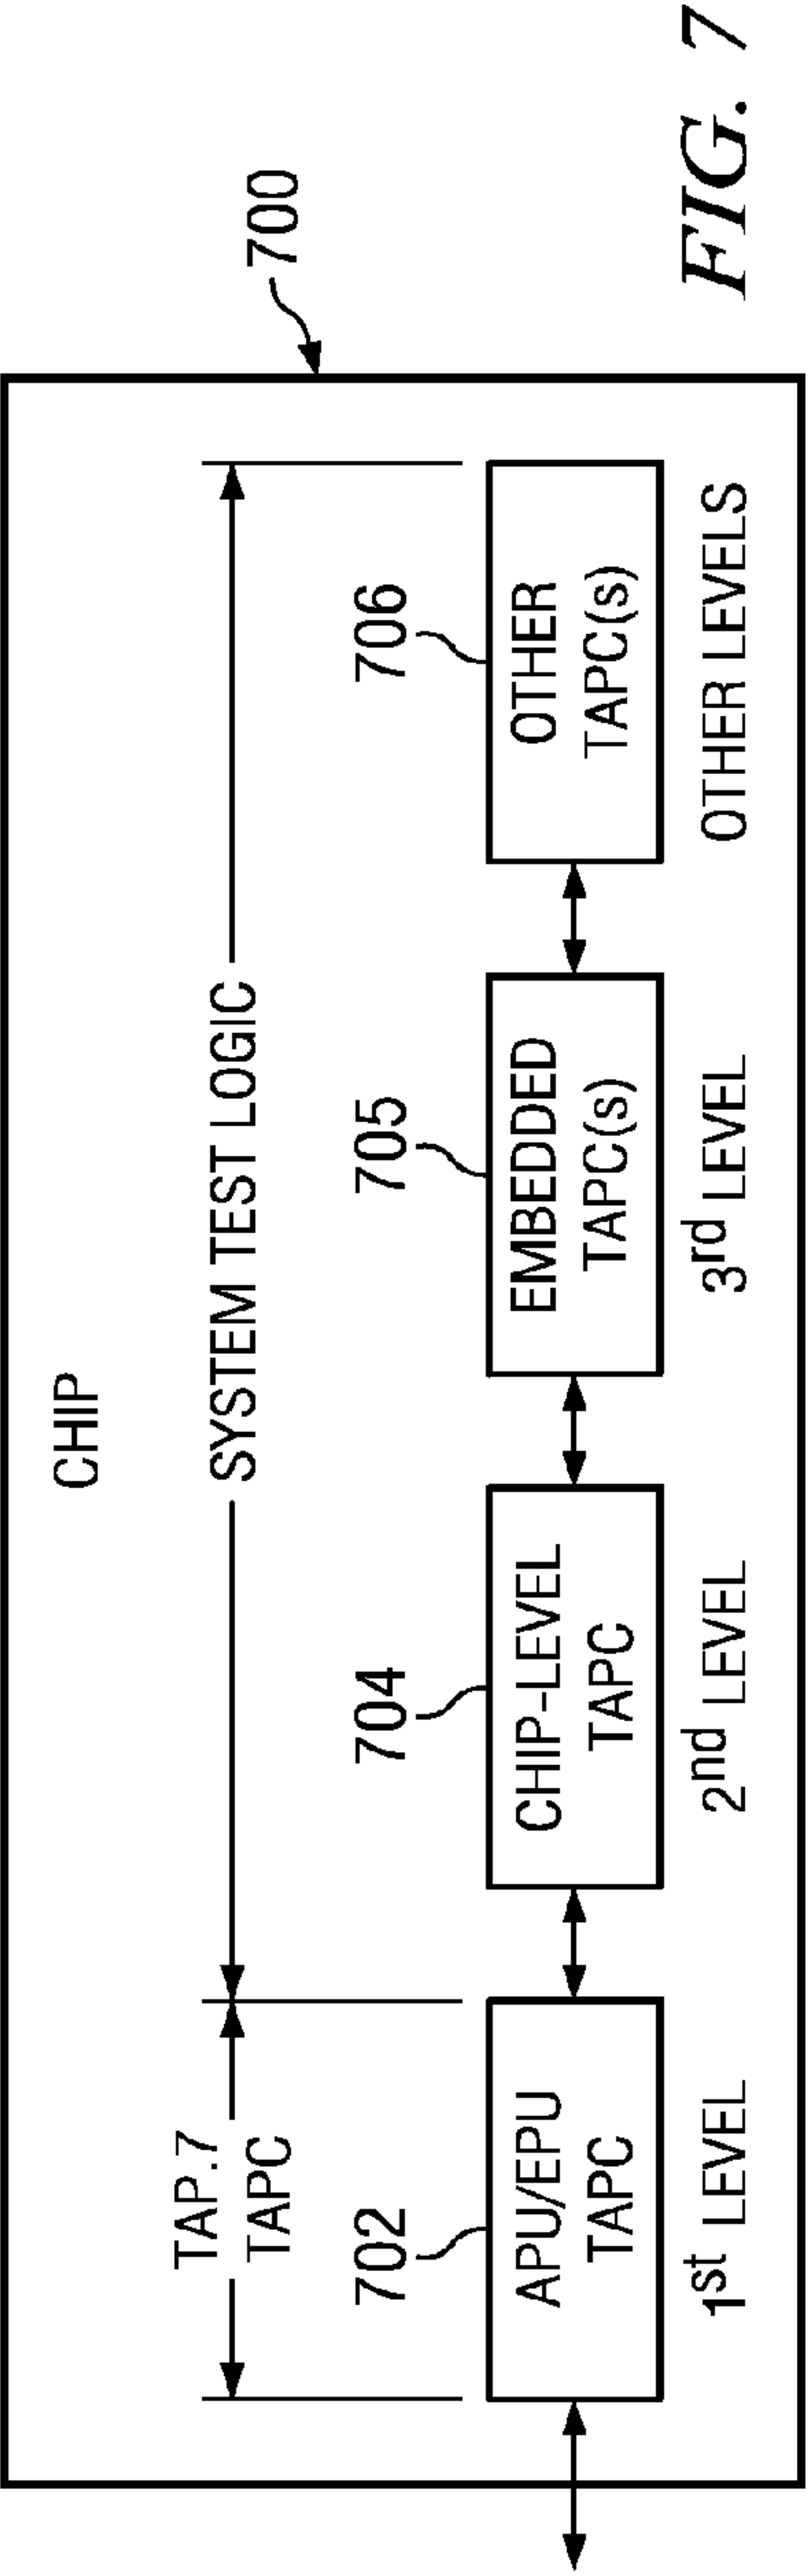 CHIP
700
TAP.7
TAPC
SYSTEM TEST LOGIC
702
704
705
706
APU/EPU
TAPC
CHIP-LEVEL
TAPC
EMBEDDED
TAPC(s)
OTHER
TAPC(s)
1st LEVEL
2nd LEVEL
3rd LEVEL
OTHER LEVELS
FIG. 7